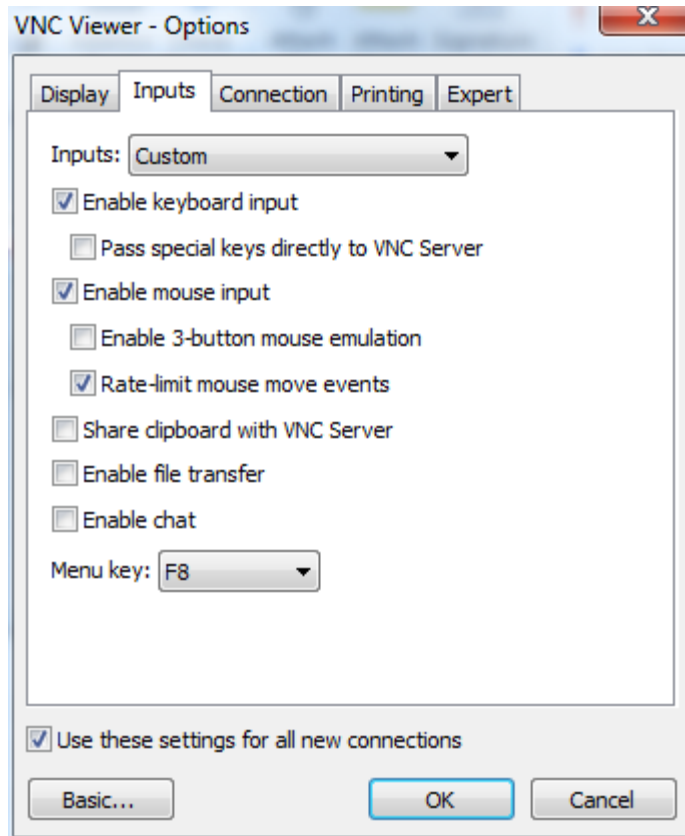 VNC Viewer - Options
Display Inputs Connection Printing Expert
Inputs: Custom
Enable keyboard input
Pass special keys directly to VNC Server
Enable mouse input
Enable 3-button mouse emulation
Rate-limit mouse move events
Share clipboard with VNC Server
Enable file transfer
Enable chat
Menu key: F8
Use these settings for all new connections
Basic... OK Cancel